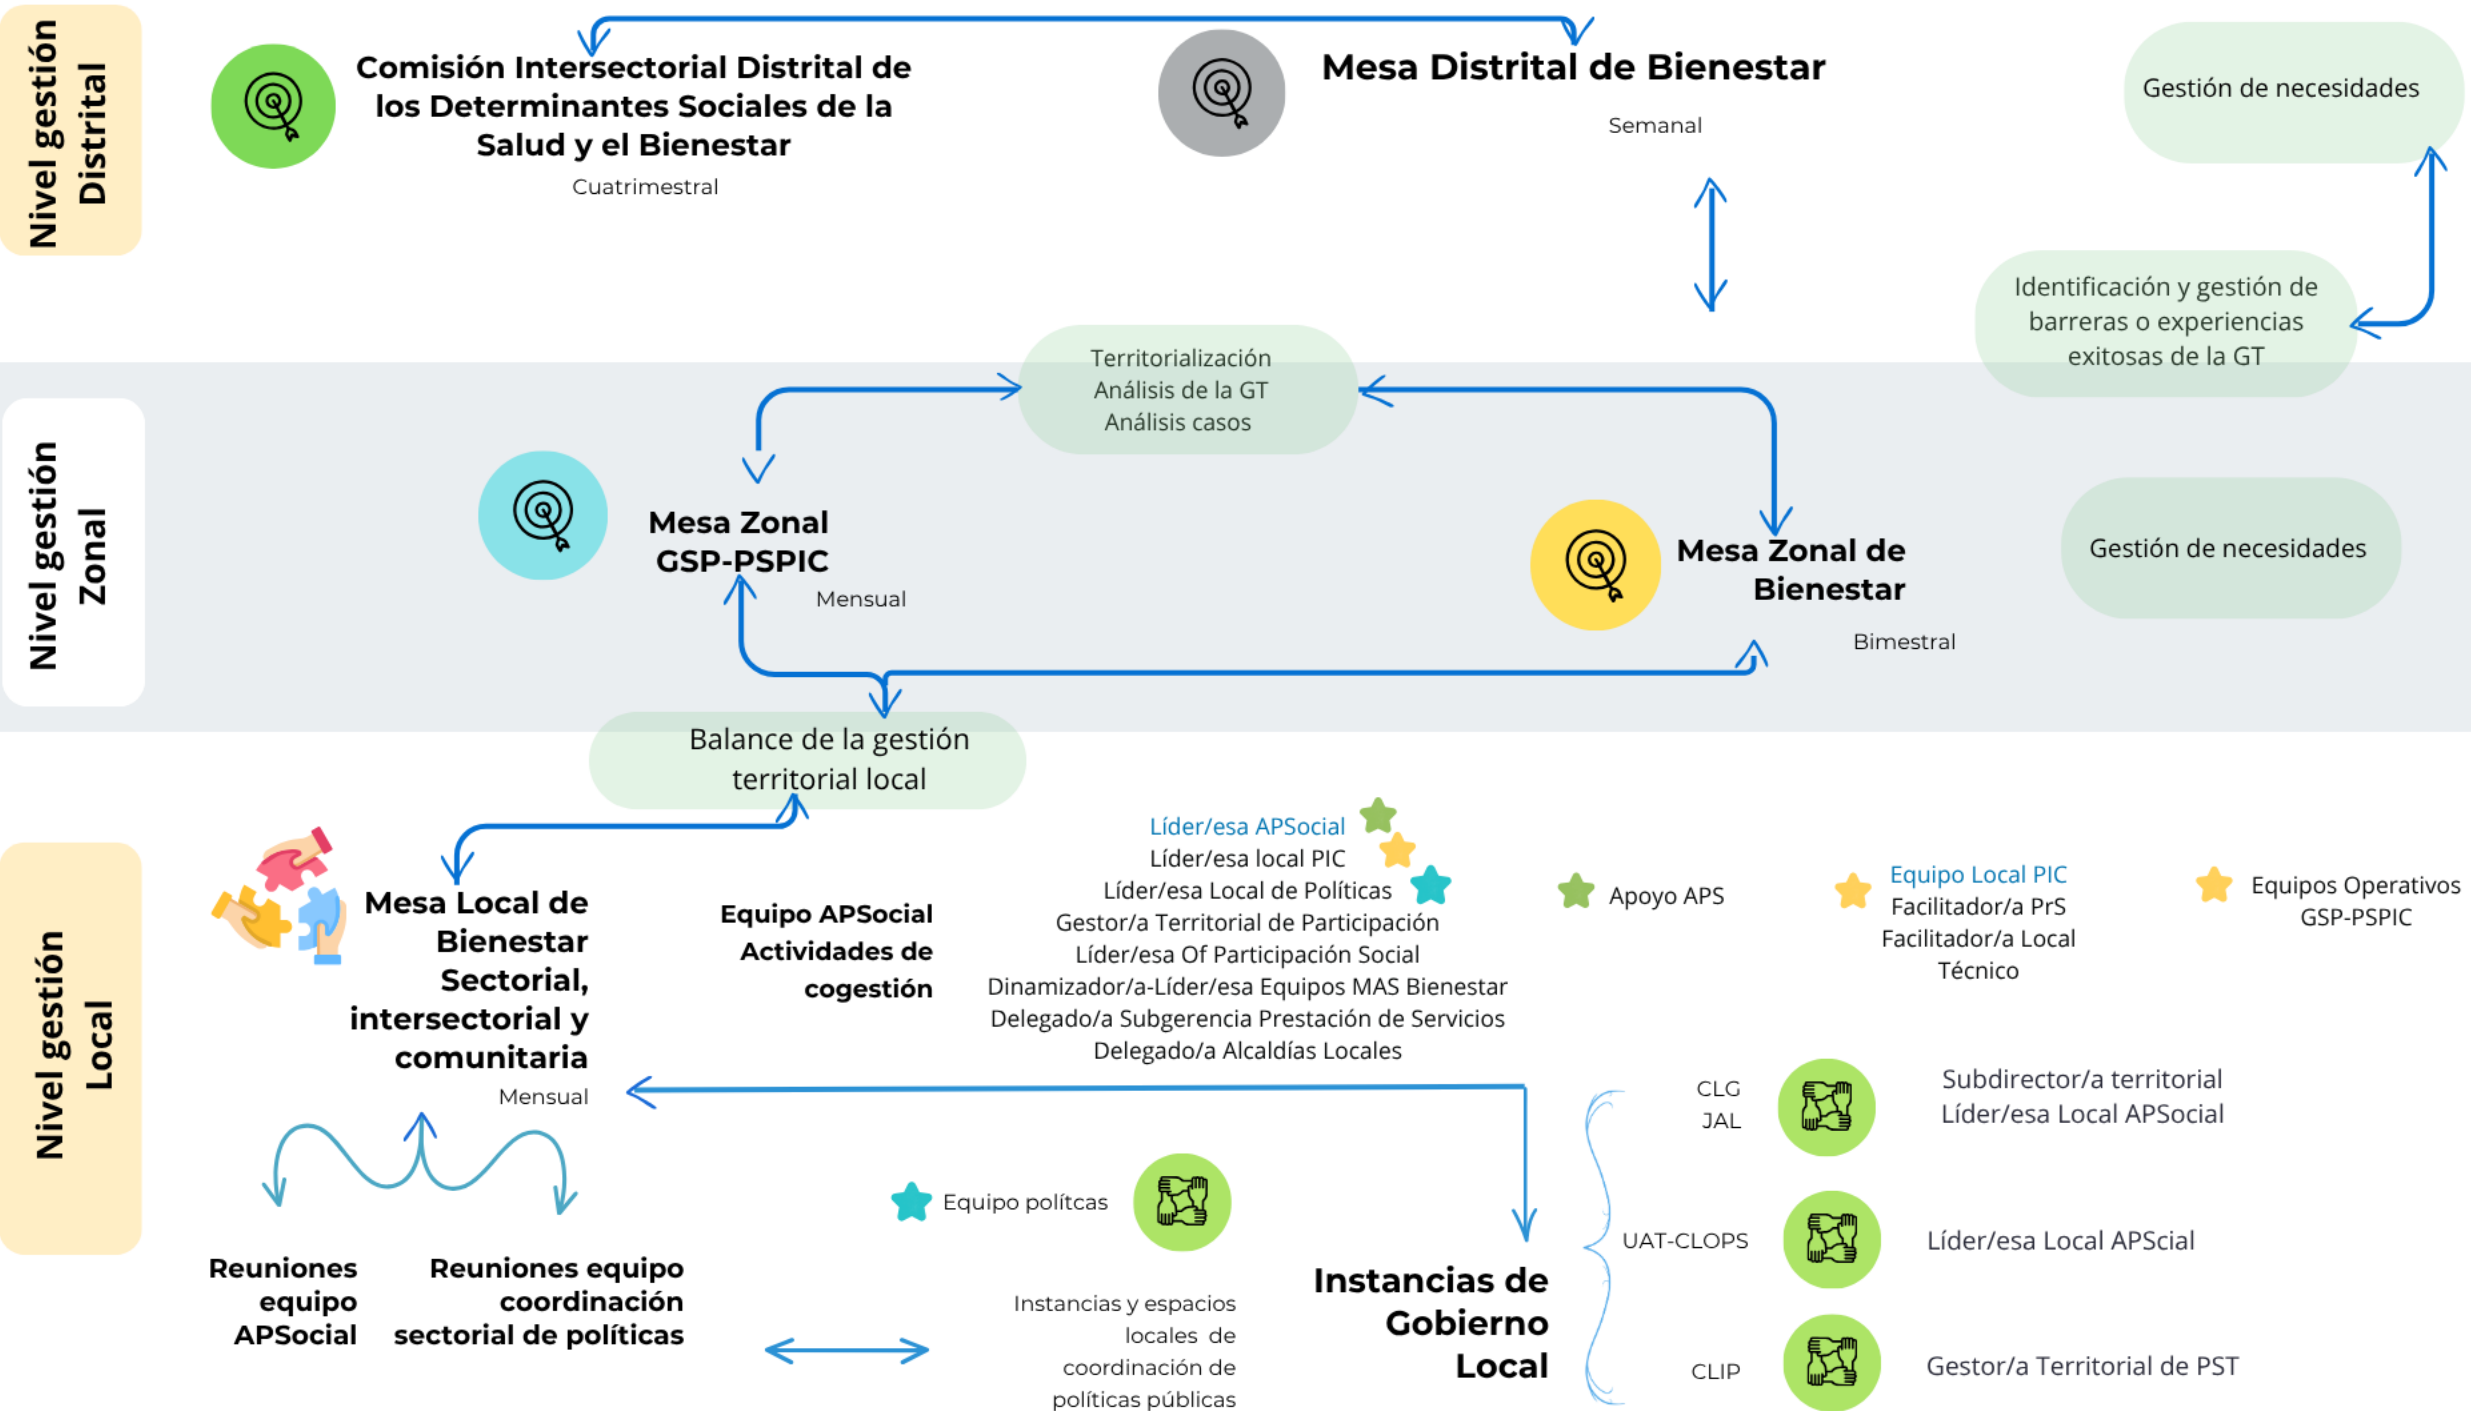 Nivel gestión
Distrital
Comisión Intersectorial Distrital de
los Determinantes Sociales de la
Salud y el Bienestar
Cuatrimestral
Mesa Distrital de Bienestar
Semanal
Gestión de necesidades
Identificación y gestión de
barreras o experiencias
exitosas de la GT
Territorialización
Análisis de la GT
Análisis casos
Nivel gestión
Zonal
Mesa Zonal
GSP-PSPIC
Mensual
Mesa Zonal de
Bienestar
Bimestral
Gestión de necesidades
Balance de la gestión
territorial local
Nivel gestión
Local
Mesa Local de
Bienestar
Sectorial,
intersectorial y
comunitaria
Mensual
Equipo APSocial
Actividades de
cogestión
Líder/esa APSocial
Líder/esa local PIC
Líder/esa Local de Políticas
Gestor/a Territorial de Participación
Líder/esa Of Participación Social
Dinamizador/a-Líder/esa Equipos MAS Bienestar
Delegado/a Subgerencia Prestación de Servicios
Delegado/a Alcaldías Locales
Apoyo APS
Equipo Local PIC
Facilitador/a PrS
Facilitador/a Local
Técnico
Equipos Operativos
GSP-PSPIC
Reuniones
equipo
APSocial
Reuniones equipo
coordinación
sectorial de políticas
Equipo polítcas
Instancias y espacios
locales de
coordinación de
políticas públicas
Instancias de
Gobierno
Local
CLG
JAL
Subdirector/a territorial
Líder/esa Local APSocial
UAT-CLOPS
Líder/esa Local APScial
CLIP
Gestor/a Territorial de PST